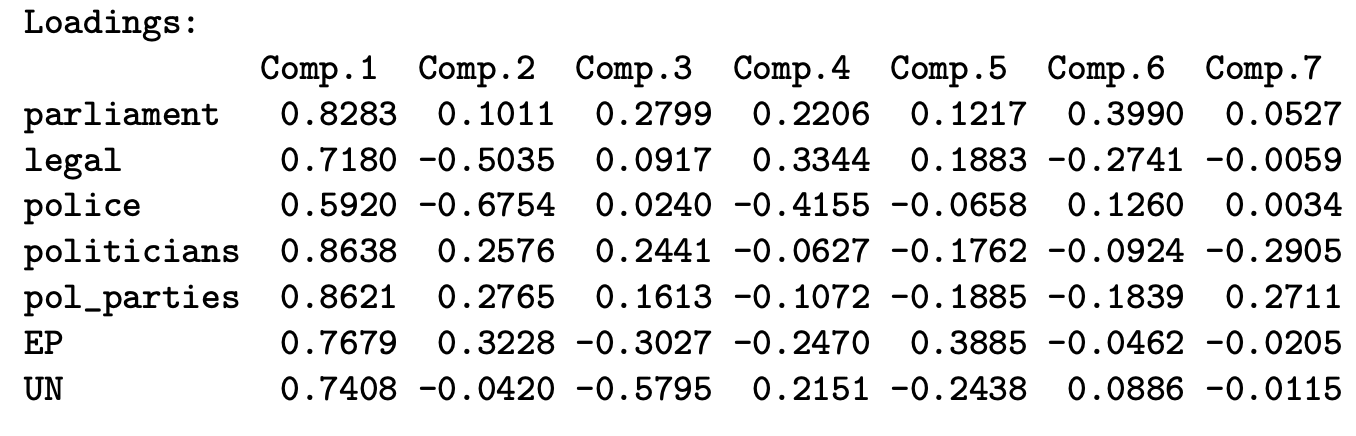 Loadings:
Comp.1 Comp.2 Comp.3 Comp.4 Comp.5 Comp.6 Comp.7
parliament 0.8283 0.1011 0.2799 0.2206 0.1217 0.3990 0.0527
legal 0.7180 -0.5035 0.0917 0.3344 0.1883 -0.2741 -0.0059
police 0.5920 -0.6754 0.0240 -0.4155 -0.0658 0.1260 0.0034
politicians 0.8638 0.2576 0.2441 -0.0627 -0.1762 -0.0924 -0.2905
pol_parties 0.8621 0.2765 0.1613 -0.1072 -0.1885 -0.1839 0.2711
EP 0.7679 0.3228 -0.3027 -0.2470 0.3885 -0.0462 -0.0205
UN 0.7408 -0.0420 -0.5795 0.2151 -0.2438 0.0886 -0.0115